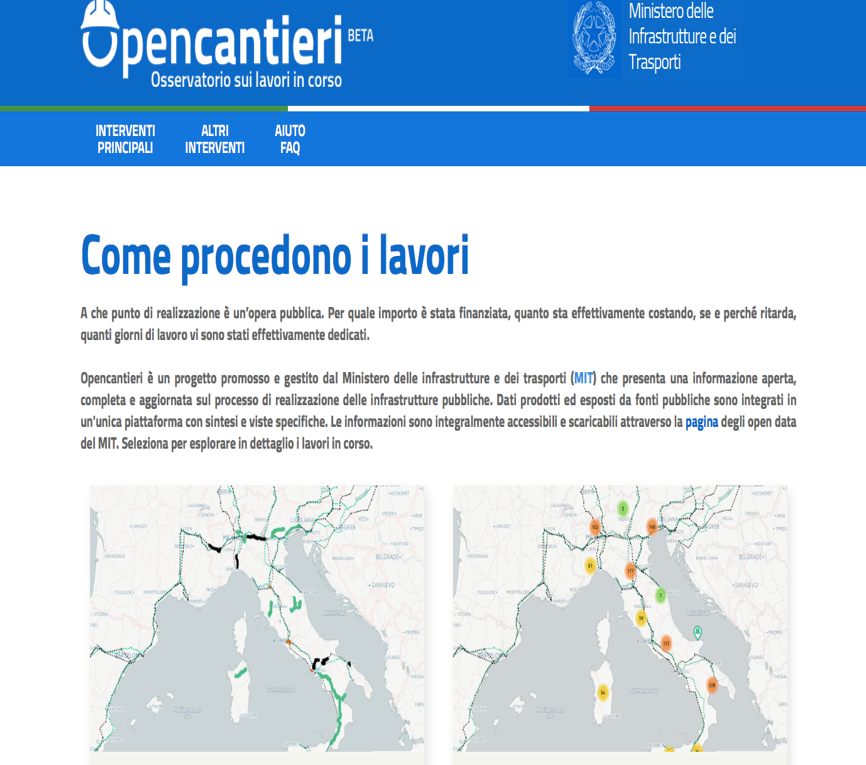 Opencantieri BETA
Osservatorio sui lavori in corso
Ministero delle
Infrastrutture e dei
Trasporti
INTERVENTI
PRINCIPALI
ALTRI
INTERVENTI
AIUTO
FAQ
Come procedono i lavori
A che punto di realizzazione è un'opera pubblica. Per quale importo è stata finanziata, quanto sta effettivamente costando, se e perché ritarda,
quanti giorni di lavoro vi sono stati effettivamente dedicati.
Opencantieri è un progetto promosso e gestito dal Ministero delle infrastrutture e dei trasporti (MIT) che presenta una informazione aperta,
completa e aggiornata sul processo di realizzazione delle infrastrutture pubbliche. Dati prodotti ed esposti da fonti pubbliche sono integrati in
un'unica piattaforma con sintesi e viste specifiche. Le informazioni sono integralmente accessibili e scaricabili attraverso la pagina degli open data
del MIT. Seleziona per esplorare in dettaglio i lavori in corso.
BELGRADE
SARAJEVO
BELGRADE
SARAJEVO